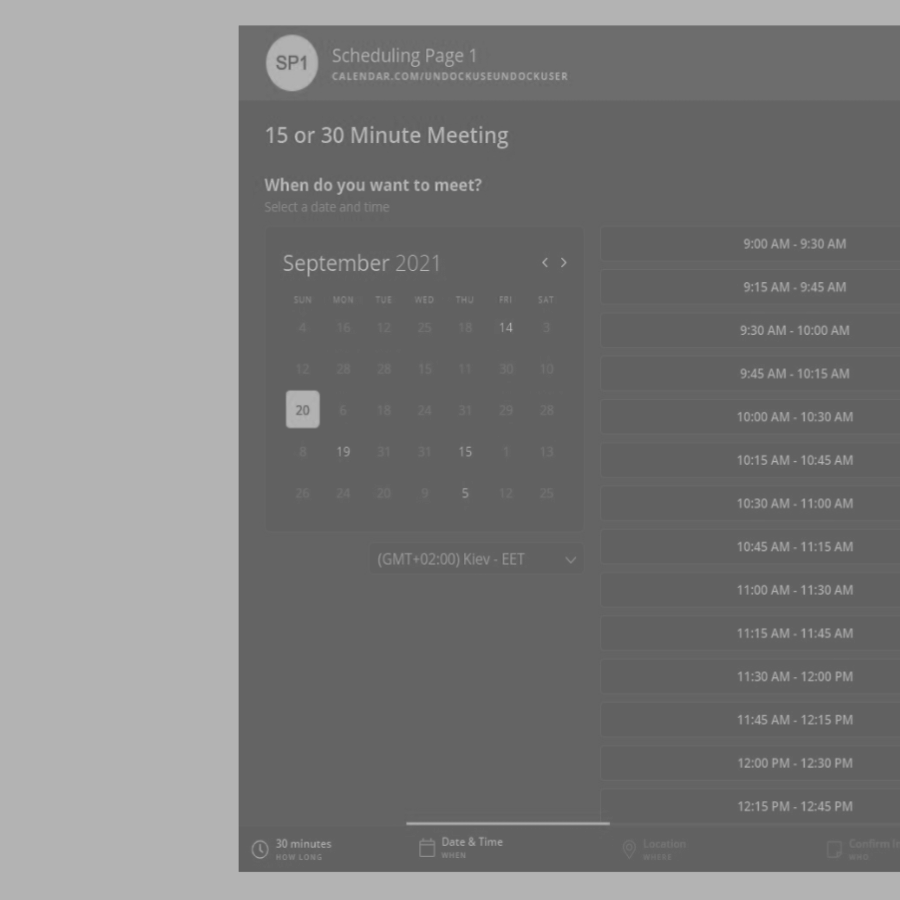 SP1
Scheduling Page 1
CALENDAR.COM/UNDOCKUSEUNDOCKUSER
15 or 30 Minute Meeting
When do you want to meet?
Select a date and time
September 2021
SUN MON TUE WED THU FRI SAT
4 16 12 25 18 14 3
12 28 28 15 11 30 10
20 6 18 24 31 29 28
8 19 31 31 15 1 13
26 24 20 9 5 12 25
(GMT+02:00) Kiev - EET
9:00 AM - 9:30 AM
9:15 AM - 9:45 AM
9:30 AM - 10:00 AM
9:45 AM - 10:15 AM
10:00 AM - 10:30 AM
10:15 AM - 10:45 AM
10:30 AM - 11:00 AM
10:45 AM - 11:15 AM
11:00 AM - 11:30 AM
11:15 AM - 11:45 AM
11:30 AM - 12:00 PM
11:45 AM - 12:15 PM
12:00 PM - 12:30 PM
12:15 PM - 12:45 PM
30 minutes
HOW LONG
Date & Time
WHEN
Location
WHERE
Confirm
WHO